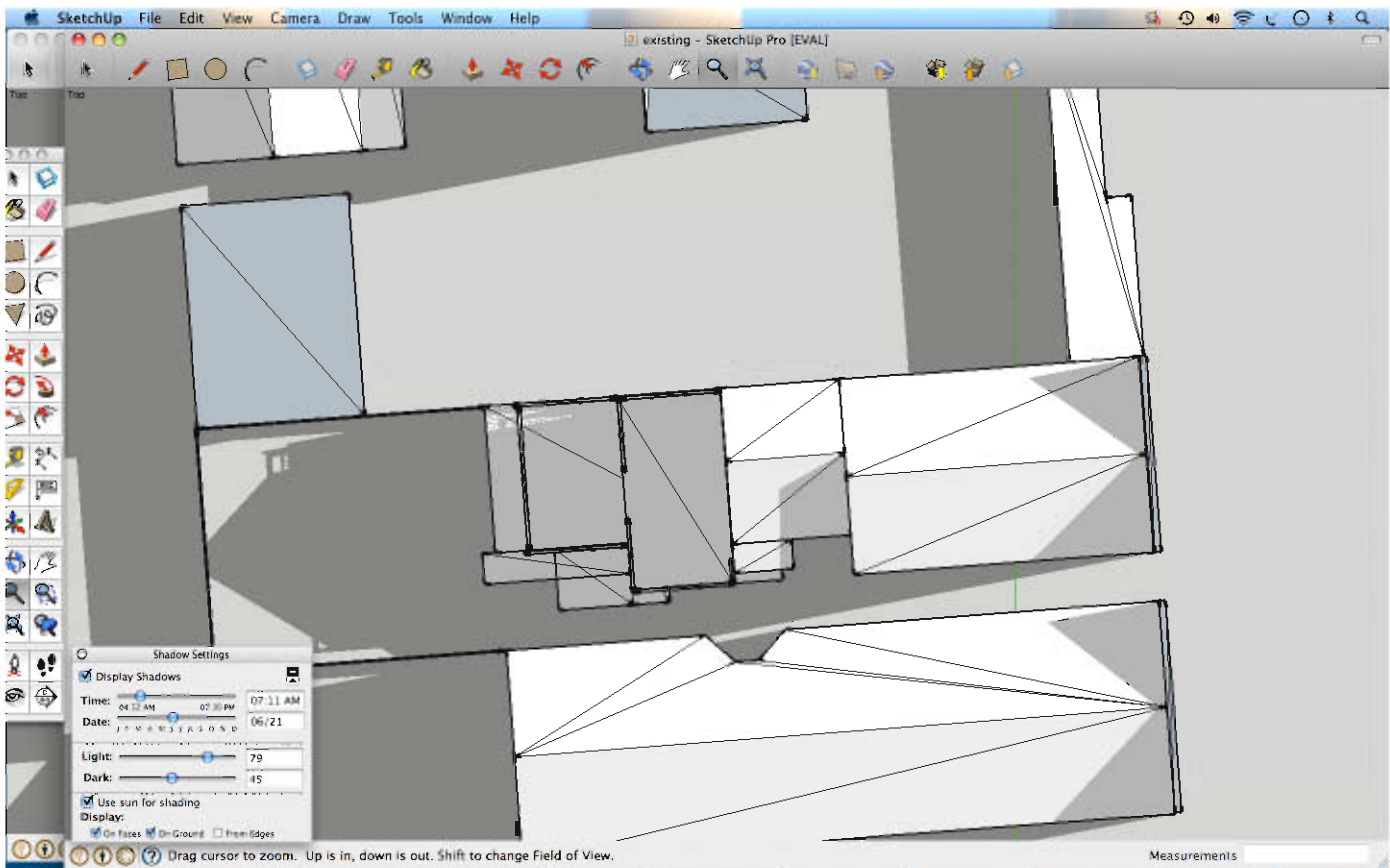 SketchUp File Edit View Camera Draw Tools Window Help
existing - SketchUp Pro [EVAL]
Top
Top
Shadow Settings
Display Shadows
Time: 07:11 AM
07:30 PM
Date: 06/21
J F M A M J J A S O N D
Light: 79
Dark: 45
Use sun for shading
Display:
On Faces On Ground From Edges
Drag cursor to zoom. Up is in, down is out. Shift to change Field of View.
Measurements